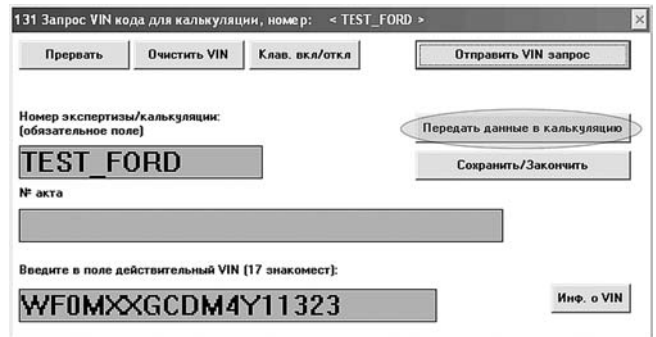 131 Запрос VIN кода для калькуляции, номер: < TEST_FORD >
Прервать Очистить VIN Клав. вкл/откл Отправить VIN запрос
Номер экспертизы/калькуляции:
(обязательное поле)
Передать данные в калькуляцию
TEST_FORD
Сохранить/Закончить
№ акта
Введите в поле действительный VIN (17 знакомест):
WF0MXXGCDM4Y11323
Инф. о VIN